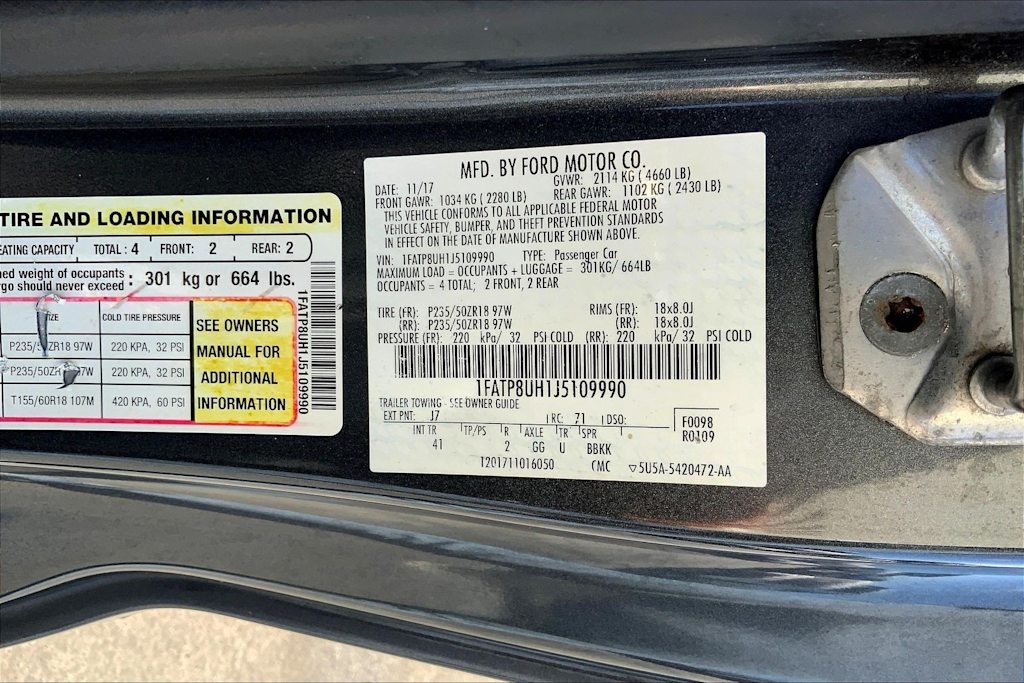 TIRE AND LOADING INFORMATION
EATING CAPACITY TOTAL : 4 FRONT: 2 REAR: 2
ned weight of occupants
rgo should never exceed : 301 kg or 664 lbs.
IZE COLD TIRE PRESSURE
P235/50ZR18 97W 220 KPA, 32 PSI
P235/50ZR 97W 220 KPA, 32 PSI
T155/60R18 107M 420 KPA, 60 PSI
SEE OWNERS
MANUAL FOR
ADDITIONAL
INFORMATION
1FATP8UH1J5109990
MFD. BY FORD MOTOR CO.
DATE: 11/17 GVWR: 2114 KG ( 4660 LB)
FRONT GAWR: 1034 KG ( 2280 LB) REAR GAWR: 1102 KG ( 2430 LB)
THIS VEHICLE CONFORMS TO ALL APPLICABLE FEDERAL MOTOR
VEHICLE SAFETY, BUMPER, AND THEFT PREVENTION STANDARDS
IN EFFECT ON THE DATE OF MANUFACTURE SHOWN ABOVE.
VIN: 1FATP8UH1J5109990 TYPE: Passenger Car
MAXIMUM LOAD = OCCUPANTS + LUGGAGE = 301KG/ 664LB
OCCUPANTS = 4 TOTAL; 2 FRONT, 2 REAR
TIRE (FR): P235/50ZR18 97W RIMS (FR): 18x8.0J
(RR): P235/50ZR18 97W (RR): 18x8.0J
PRESSURE (FR): 220 kPa/ 32 PSI COLD (RR): 220 kPa/ 32 PSI COLD
1FATP8UH1J5109990
TRAILER TOWING - SEE OWNER GUIDE
EXT PNT: J7 RC: 71 DSO: F0098
R0109
INT TR TP/PS R AXLE TR SPR
41 2 GG U BBKK
T201711016050 CMC ▽5U5A-5420472-AA